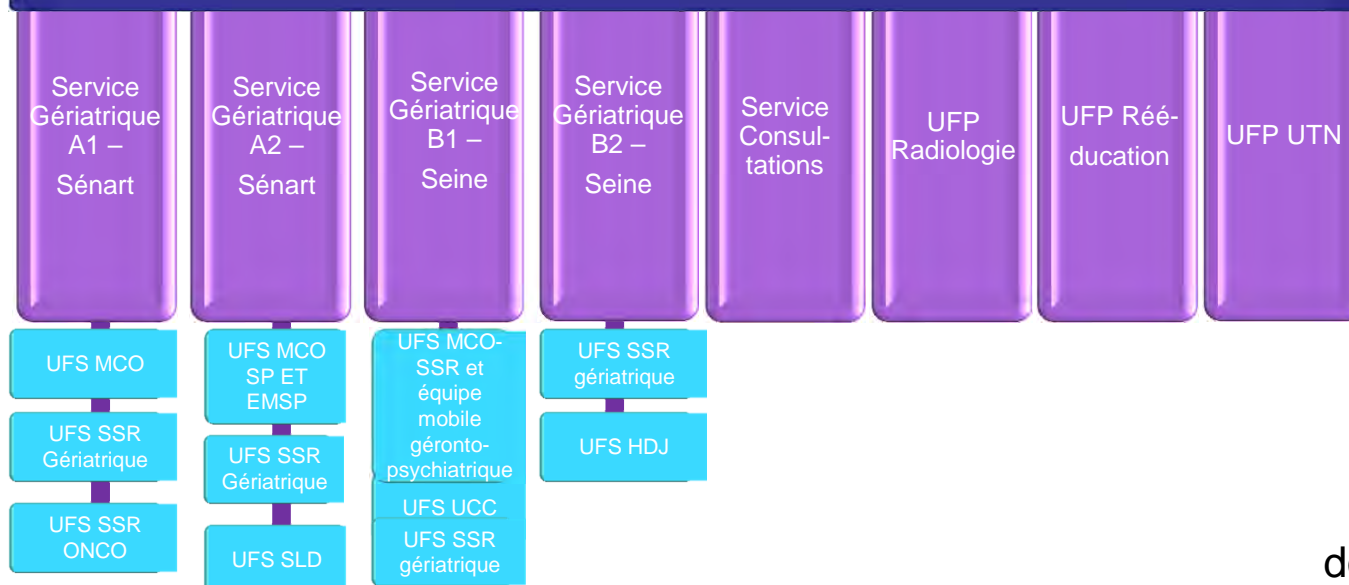 Service
Gériatrique
A1 –
Sénart
Service
Gériatrique
A2 –
Sénart
Service
Gériatrique
B1 –
Seine
Service
Gériatrique
B2 –
Seine
Service
Consul-
tations
UFP
Radiologie
UFP Réé-
ducation
UFP UTN
UFS MCO
UFS SSR
Gériatrique
UFS SSR
ONCO
UFS MCO
SP ET
EMSP
UFS SSR
Gériatrique
UFS SLD
UFS MCO-
SSR et
équipe
mobile
géronto-
psychiatrique
UFS UCC
UFS SSR
gériatrique
UFS SSR
gériatrique
UFS HDJ